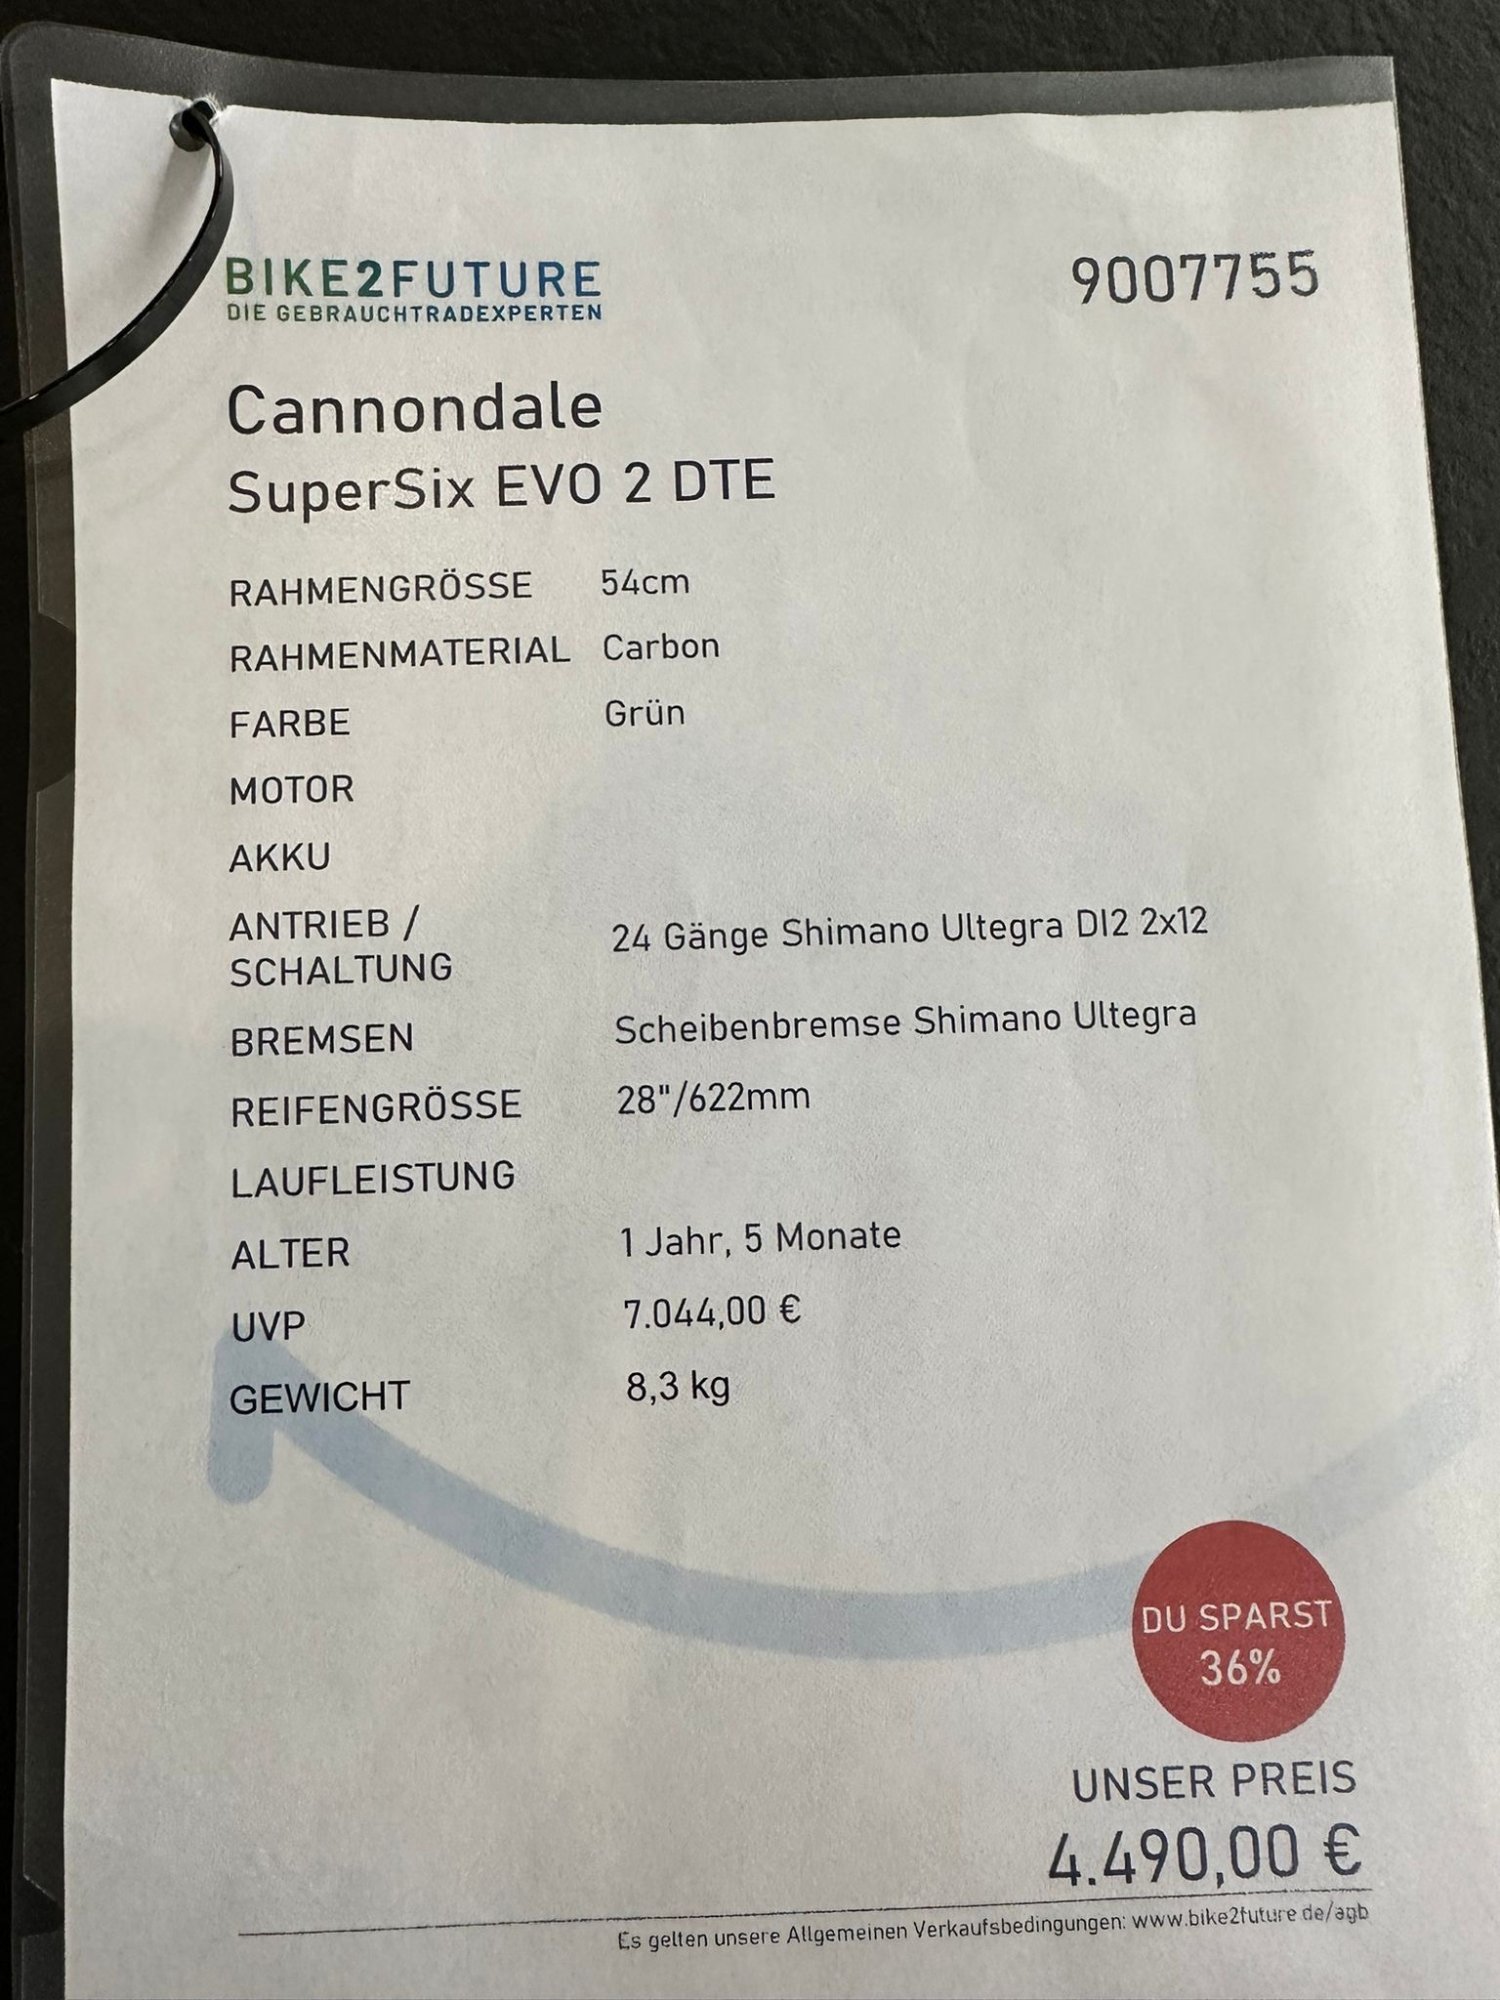 BIKE2FUTURE
DIE GEBRAUCHTRADEXPERTEN
9007755
Cannondale
SuperSix EVO 2 DTE
RAHMENGRÖSSE 54cm
RAHMENMATERIAL Carbon
FARBE Grün
MOTOR
AKKU
ANTRIEB /
SCHALTUNG 24 Gänge Shimano Ultegra DI2 2x12
BREMSEN Scheibenbremse Shimano Ultegra
REIFENGRÖSSE 28"/622mm
LAUFLEISTUNG
ALTER 1 Jahr, 5 Monate
UVP 7.044,00 €
GEWICHT 8,3 kg
DU SPARST
36%
UNSER PREIS
4.490,00 €
Es gelten unsere Allgemeinen Verkaufsbedingungen: www.bike2future.de/agb